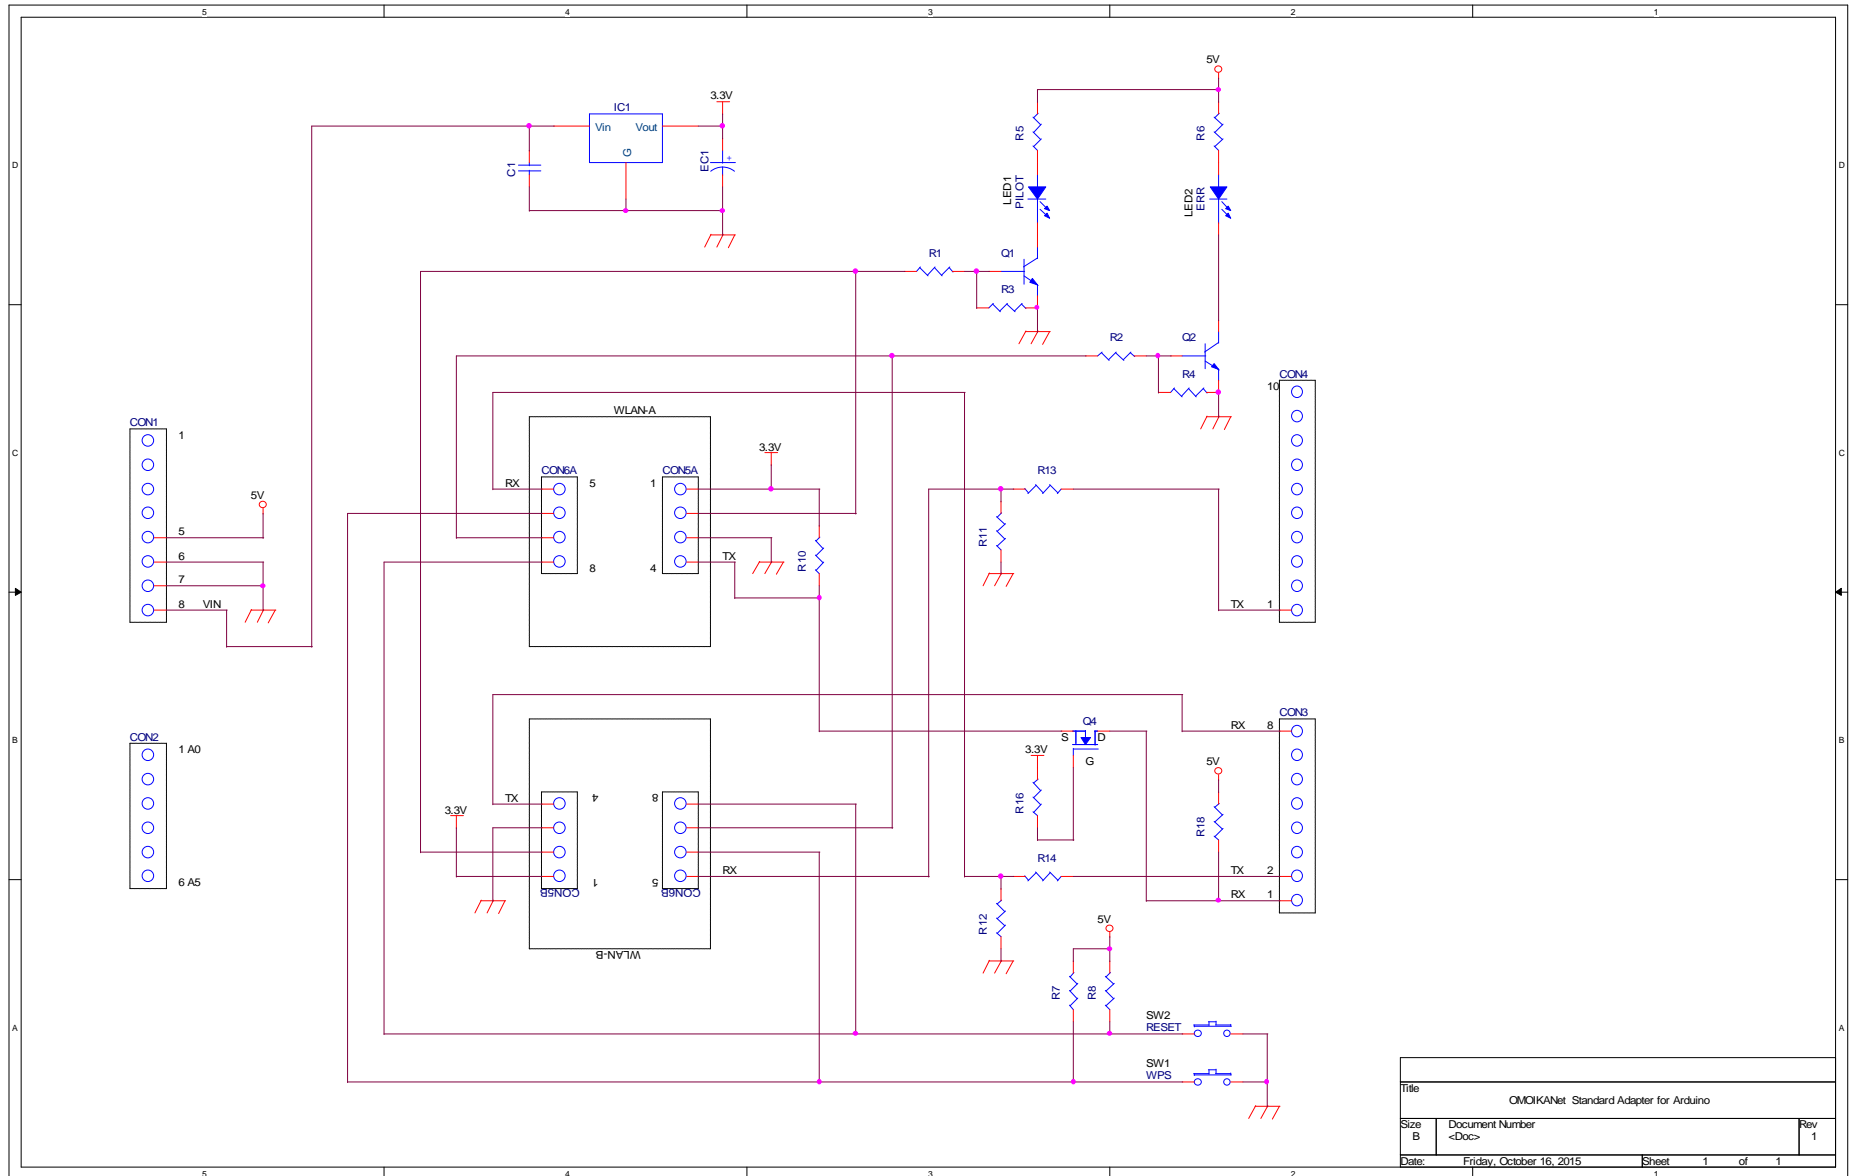 5 4 3 2 1
D
C
B
A
D
C
B
A
5V
3.3V
IC1
Vin Vout
G
C1
EC1
+
R5
R6
LED1
PILOT
LED2
ERR
R1
Q1
R3
R2
Q2
R4
CON4
10
WLAN-A
CON1
1
3.3V
CON6A
CON5A
RX
5
1
R13
5V
5
R11
R10
TX
6
8
4
7
8 VIN
TX 1
CON3
RX 8
Q4
S D
G
3.3V
CON2
1 A0
5V
R16
R18
TX
4
8
3.3V
R14
RX
TX 2
6 A5
1
5
CON5B
CON6B
RX 1
R12
5V
WLAN-B
R7
R8
SW2
RESET
SW1
WPS
Title
OMOIKANet Standard Adapter for Arduino
Size
B
Document Number
<Doc>
Rev
1
Date: Friday, October 16, 2015 Sheet 1 of 1
5 4 3 2 1